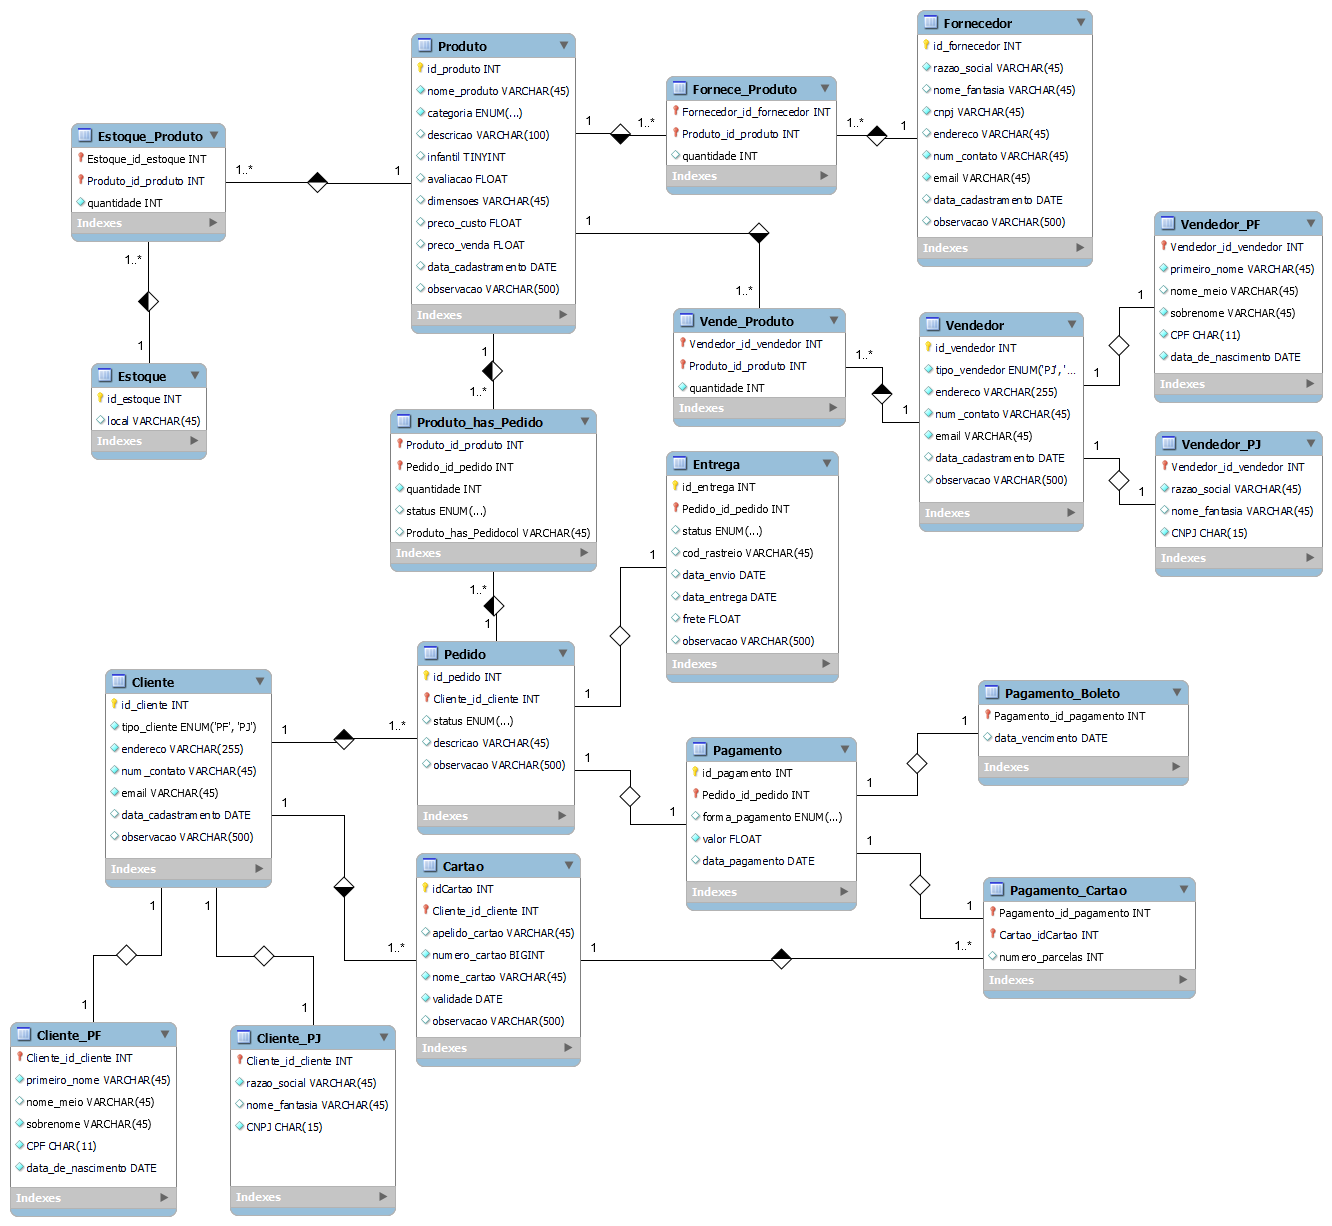 Fornecedor
id_fornecedor INT
razao_social VARCHAR(45)
nome_fantasia VARCHAR(45)
cnpj VARCHAR(45)
endereco VARCHAR(45)
num_contato VARCHAR(45)
email VARCHAR(45)
data_cadastramento DATE
observacao VARCHAR(500)
Indexes
Produto
id_produto INT
nome_produto VARCHAR(45)
categoria ENUM(...)
descricao VARCHAR(100)
infantil TINYINT
avaliacao FLOAT
dimensoes VARCHAR(45)
preco_custo FLOAT
preco_venda FLOAT
data_cadastramento DATE
observacao VARCHAR(500)
Indexes
Fornece_Produto
Fornecedor_id_fornecedor INT
Produto_id_produto INT
quantidade INT
Indexes
1
1..*
1..*
1
Estoque_Produto
Estoque_id_estoque INT
Produto_id_produto INT
quantidade INT
Indexes
1..*
1
1..*
1
Estoque
id_estoque INT
local VARCHAR(45)
Indexes
1
1..*
Vende_Produto
Vendedor_id_vendedor INT
Produto_id_produto INT
quantidade INT
Indexes
1..*
1
Vendedor
id_vendedor INT
tipo_vendedor ENUM('PJ', '...
endereco VARCHAR(255)
num_contato VARCHAR(45)
email VARCHAR(45)
data_cadastramento DATE
observacao VARCHAR(500)
Indexes
1
1
Vendedor_PF
Vendedor_id_vendedor INT
primeiro_nome VARCHAR(45)
nome_meio VARCHAR(45)
sobrenome VARCHAR(45)
CPF CHAR(11)
data_de_nascimento DATE
Indexes
1
1
Vendedor_PJ
Vendedor_id_vendedor INT
razao_social VARCHAR(45)
nome_fantasia VARCHAR(45)
CNPJ CHAR(15)
Indexes
1
1..*
Produto_has_Pedido
Produto_id_produto INT
Pedido_id_pedido INT
quantidade INT
status ENUM(...)
Produto_has_Pedidocol VARCHAR(45)
Indexes
1..*
1
Entrega
id_entrega INT
Pedido_id_pedido INT
status ENUM(...)
cod_rastreio VARCHAR(45)
data_envio DATE
data_entrega DATE
frete FLOAT
observacao VARCHAR(500)
Indexes
1
1
Pedido
id_pedido INT
Cliente_id_cliente INT
status ENUM(...)
descricao VARCHAR(45)
observacao VARCHAR(500)
Indexes
Cliente
id_cliente INT
tipo_cliente ENUM('PF', 'PJ')
endereco VARCHAR(255)
num_contato VARCHAR(45)
email VARCHAR(45)
data_cadastramento DATE
observacao VARCHAR(500)
Indexes
1
1..*
1
1..*
1
1
Pagamento
id_pagamento INT
Pedido_id_pedido INT
forma_pagamento ENUM(...)
valor FLOAT
data_pagamento DATE
Indexes
1
1
Pagamento_Boleto
Pagamento_id_pagamento INT
data_vencimento DATE
Indexes
1
1
Pagamento_Cartao
Pagamento_id_pagamento INT
Cartao_idCartao INT
numero_parcelas INT
Indexes
Cartao
idCartao INT
Cliente_id_cliente INT
apelido_cartao VARCHAR(45)
numero_cartao BIGINT
nome_cartao VARCHAR(45)
validade DATE
observacao VARCHAR(500)
Indexes
1
1..*
1
1
1
1
Cliente_PF
Cliente_id_cliente INT
primeiro_nome VARCHAR(45)
nome_meio VARCHAR(45)
sobrenome VARCHAR(45)
CPF CHAR(11)
data_de_nascimento DATE
Indexes
Cliente_PJ
Cliente_id_cliente INT
razao_social VARCHAR(45)
nome_fantasia VARCHAR(45)
CNPJ CHAR(15)
Indexes